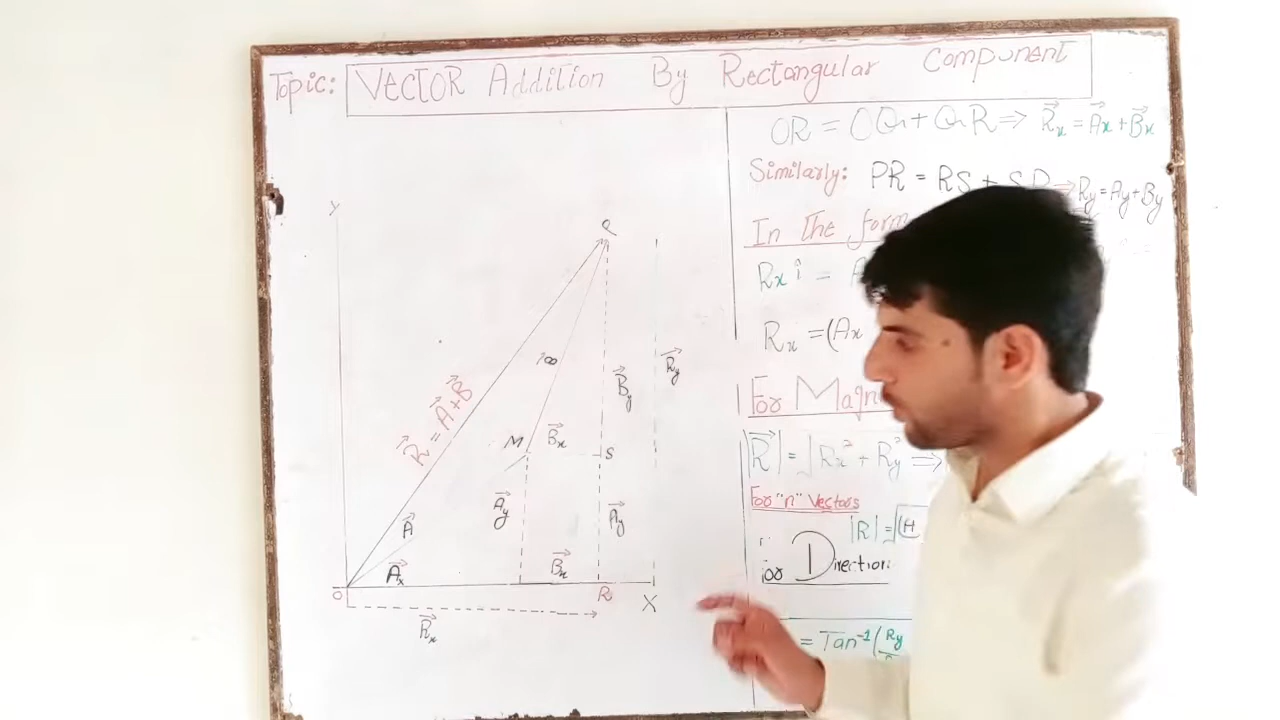 Topic: VECTOR Addition By Rectangular Component
OR = OQ + QR ⇒ R⃗x = A⃗x + B⃗x
Similarly: PR = RS + SP ⇒ Ry = Ay + By
In the form
Rx î =
Rx = (Ax
For Magn
|R⃗| = √Rx² + Ry² ⇒
For "n" Vectors
|R| = √(A
For Direction:
= Tan⁻¹(Ry
Y
R⃗ = A⃗ + B⃗
B⃗y
R⃗y
M
B⃗x
S
A⃗y
A⃗y
A⃗
A⃗x
B⃗x
O
R
X
R⃗x